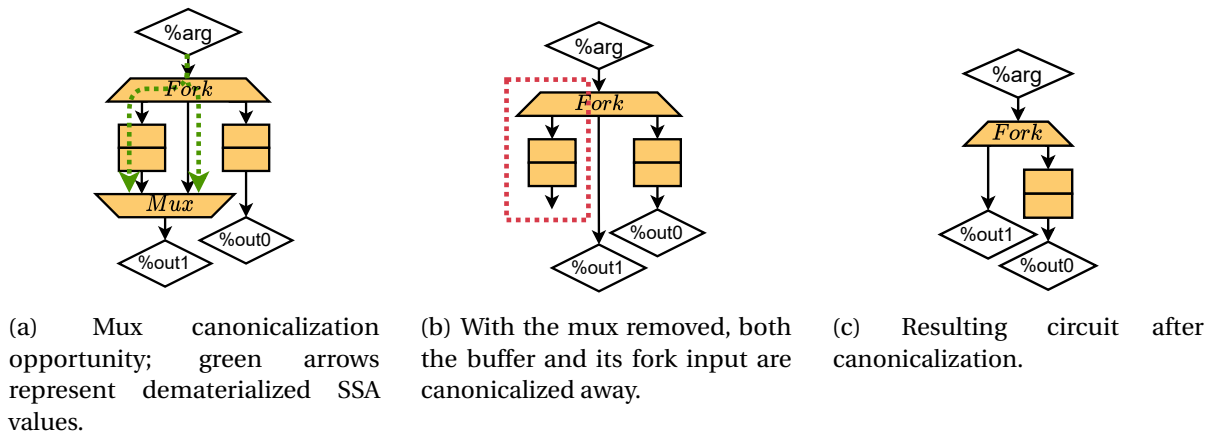 %arg
Fork
Mux
%out0
%out1
%arg
Fork
%out0
%out1
%arg
Fork
%out1
%out0
(a) Mux canonicalization
opportunity; green arrows
represent dematerialized SSA
values.
(b) With the mux removed, both
the buffer and its fork input are
canonicalized away.
(c) Resulting circuit after
canonicalization.